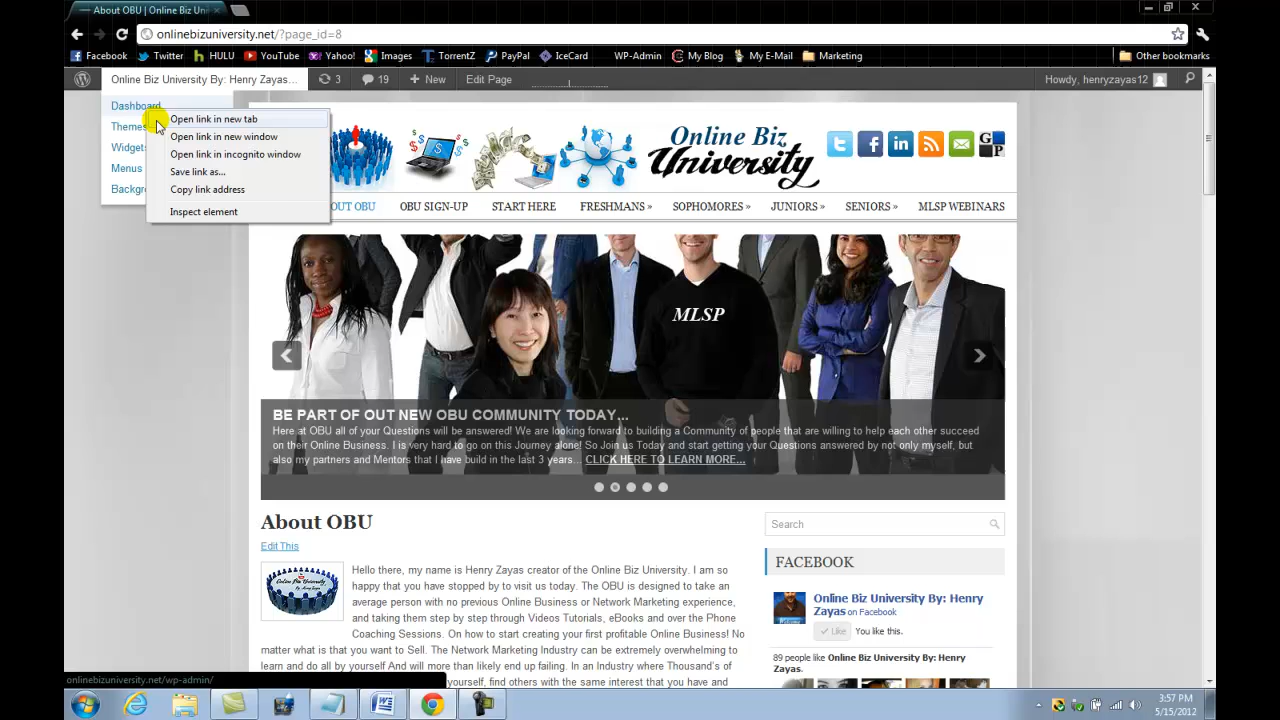 About OBU | Online Biz Un
onlinebizuniversity.net/?page_id=8
Facebook Twitter HULU YouTube Yahoo! Images TorrentZ PayPal IceCard WP-Admin My Blog My E-Mail Marketing Other bookmarks
Online Biz University By: Henry Zayas... 3 19 New Edit Page Howdy, henryzayas12
Dashboard
Themes
Widgets
Menus
Backgr
Open link in new tab
Open link in new window
Open link in incognito window
Save link as...
Copy link address
Inspect element
Online Biz
University
OUT OBU OBU SIGN-UP START HERE FRESHMANS » SOPHOMORES » JUNIORS » SENIORS » MLSP WEBINARS
MLSP
BE PART OF OUT NEW OBU COMMUNITY TODAY...
Here at OBU all of your Questions will be answered! We are looking forward to building a Community of people that are willing to help each other succeed
on their Online Business. I is very hard to go on this Journey alone! So Join us Today and start getting your Questions answered by not only myself, but
also my partners and Mentors that I have build in the last 3 years... CLICK HERE TO LEARN MORE...
About OBU
Edit This
Hello there, my name is Henry Zayas creator of the Online Biz University. I am so
happy that you have stopped by to visit us today. The OBU is designed to take an
average person with no previous Online Business or Network Marketing experience,
and taking them step by step through Videos Tutorials, eBooks and over the Phone
Coaching Sessions. On how to start creating your first profitable Online Business! No
matter what is that you want to Sell. The Network Marketing Industry can be extremely overwhelming to
learn and do all by yourself And will more than likely end up failing. In an Industry where Thousand's of
yourself, find others with the same interest that you have and
Search
FACEBOOK
Online Biz University By: Henry
Zayas on Facebook
Like You like this.
89 people like Online Biz University By: Henry
Zayas.
onlinebizuniversity.net/wp-admin/
3:57 PM
5/15/2012